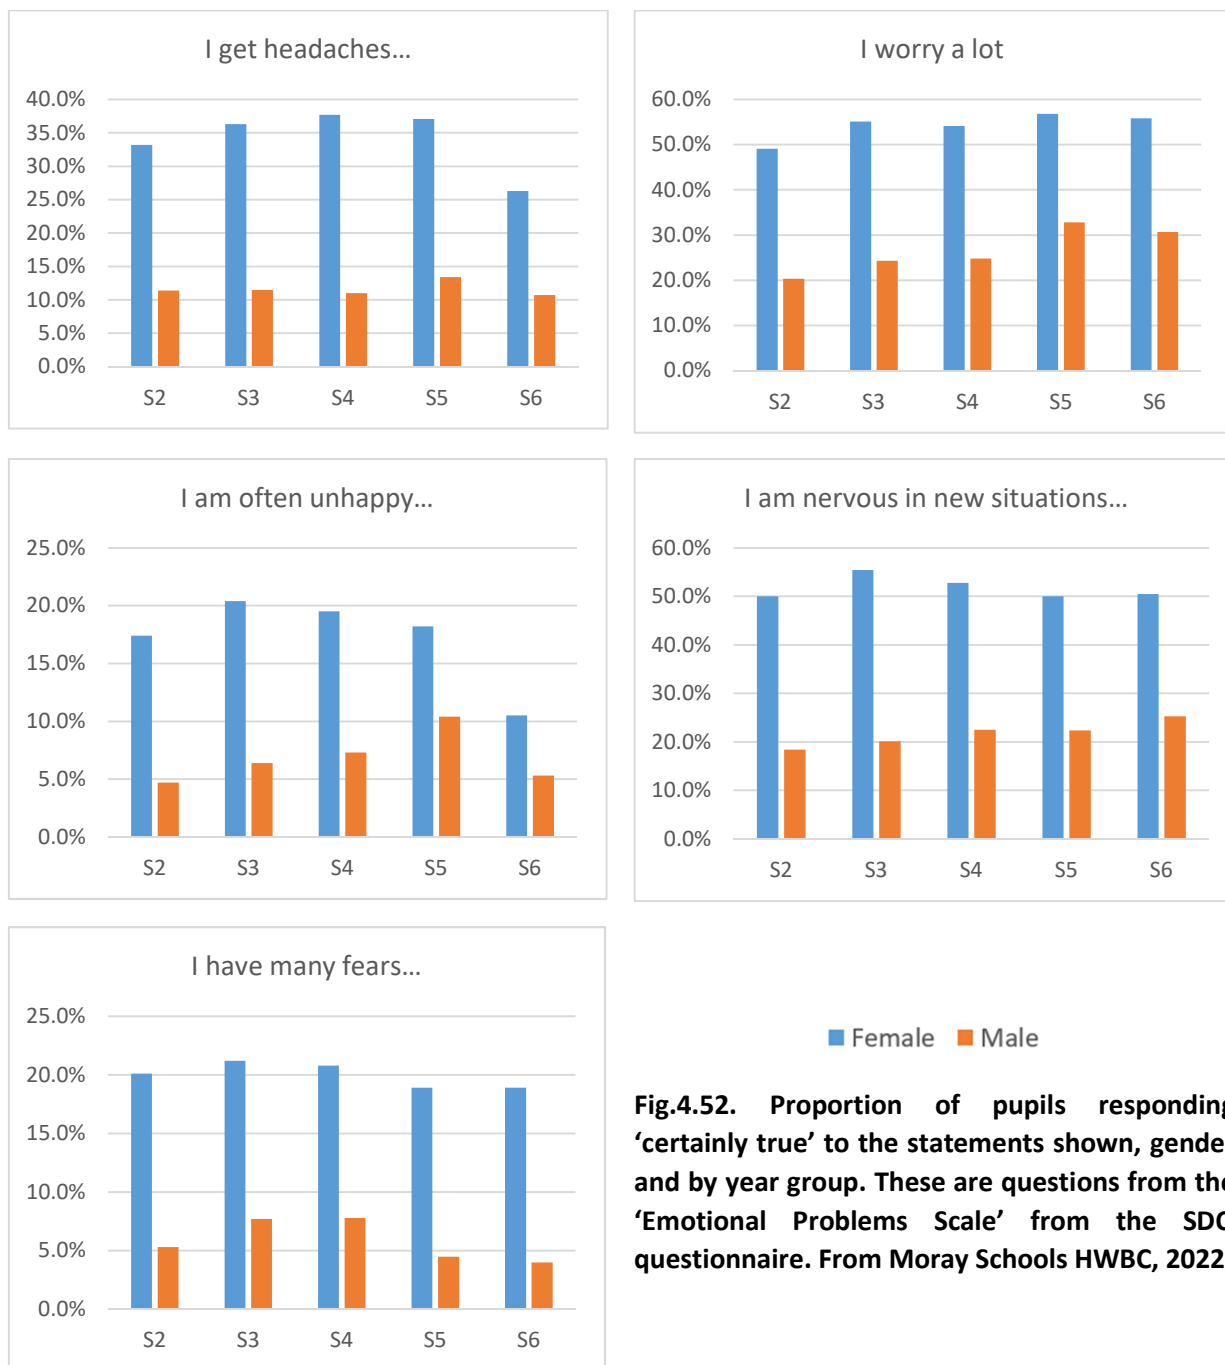 I get headaches...
40.0%
35.0%
30.0%
25.0%
20.0%
15.0%
10.0%
5.0%
0.0%
S2 S3 S4 S5 S6
I worry a lot
60.0%
50.0%
40.0%
30.0%
20.0%
10.0%
0.0%
S2 S3 S4 S5 S6
I am often unhappy...
25.0%
20.0%
15.0%
10.0%
5.0%
0.0%
S2 S3 S4 S5 S6
I am nervous in new situations...
60.0%
50.0%
40.0%
30.0%
20.0%
10.0%
0.0%
S2 S3 S4 S5 S6
I have many fears...
25.0%
20.0%
15.0%
10.0%
5.0%
0.0%
S2 S3 S4 S5 S6
Female Male
Fig.4.52. Proportion of pupils responding
‘certainly true’ to the statements shown, gende
and by year group. These are questions from the
‘Emotional Problems Scale’ from the SDQ
questionnaire. From Moray Schools HWBC, 2022